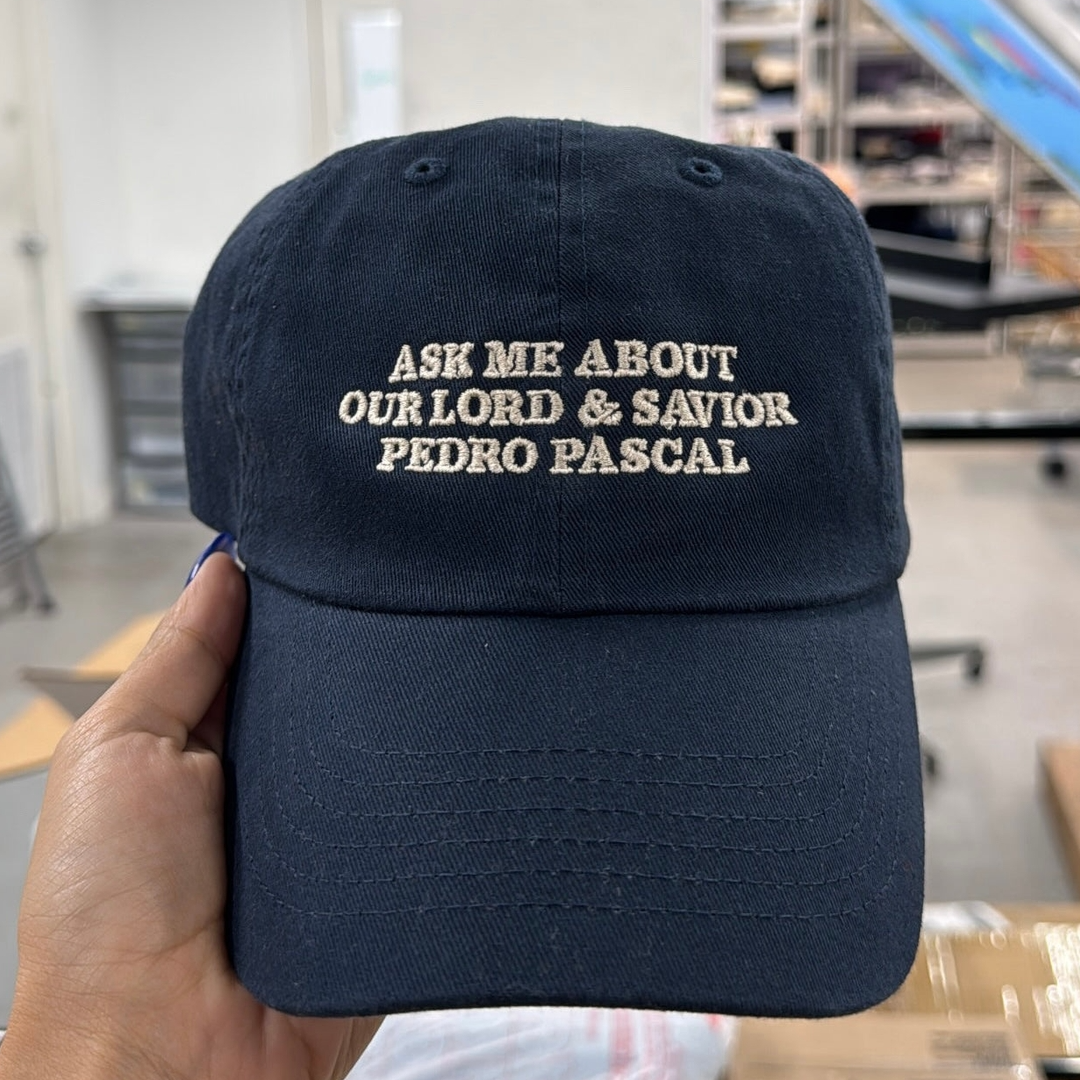 ASK ME ABOUT
OUR LORD & SAVIOR
PEDRO PASCAL